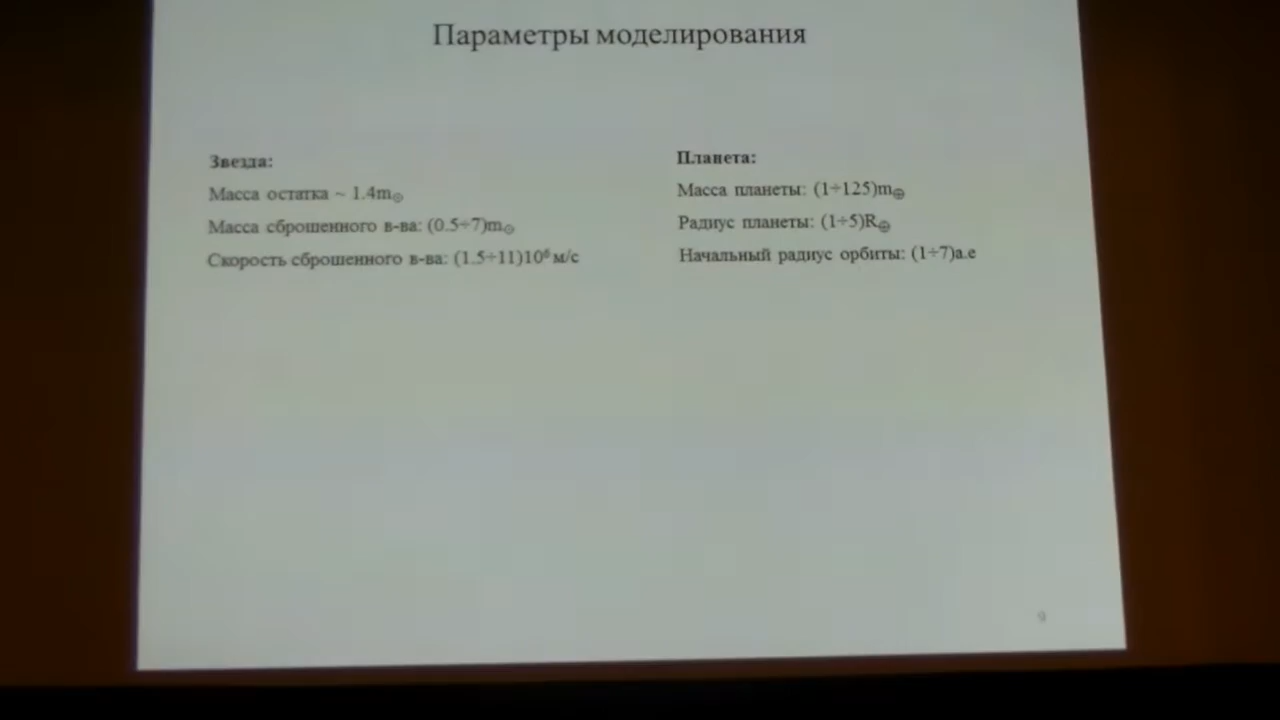 Параметры моделирования
Звезда:
Масса остатка ~ 1.4m☉
Масса сброшенного в-ва: (0.5÷7)m☉
Скорость сброшенного в-ва: (1.5÷11)10⁶ м/с
Планета:
Масса планеты: (1÷125)m⊕
Радиус планеты: (1÷5)R⊕
Начальный радиус орбиты: (1÷7)а.е
9